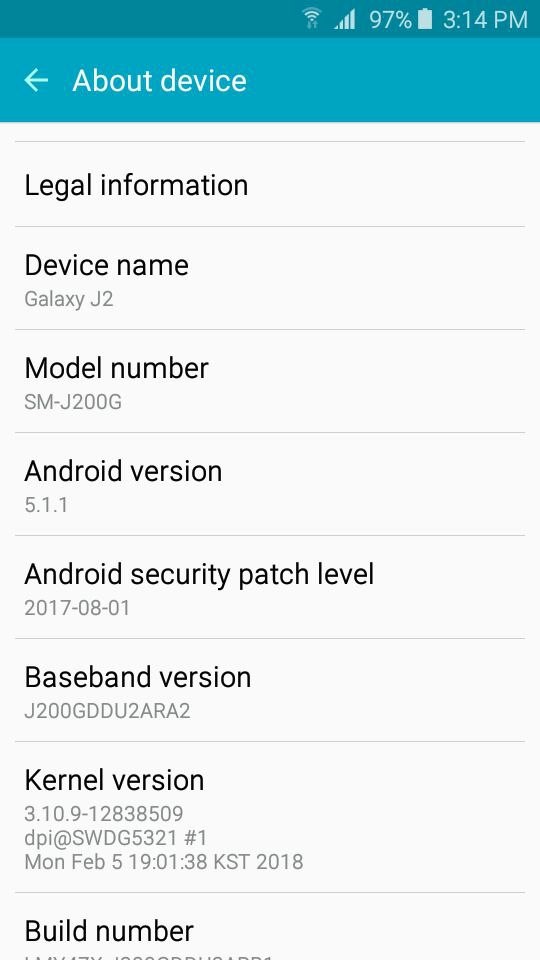 97% 3:14 PM
About device
Legal information
Device name
Galaxy J2
Model number
SM-J200G
Android version
5.1.1
Android security patch level
2017-08-01
Baseband version
J200GDDU2ARA2
Kernel version
3.10.9-12838509
dpi@SWDG5321 #1
Mon Feb 5 19:01:38 KST 2018
Build number